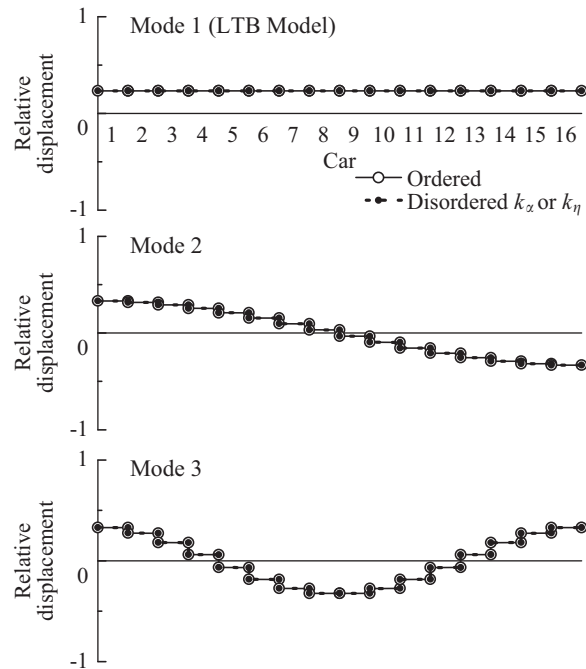 1
Mode 1 (LTB Model)
Relative displacement
0
1 2 3 4 5 6 7 8 9 10 11 12 13 14 15 16
Car
Ordered
Disordered kα or kη
-1
1
Mode 2
Relative displacement
0
-1
1
Mode 3
Relative displacement
0
-1